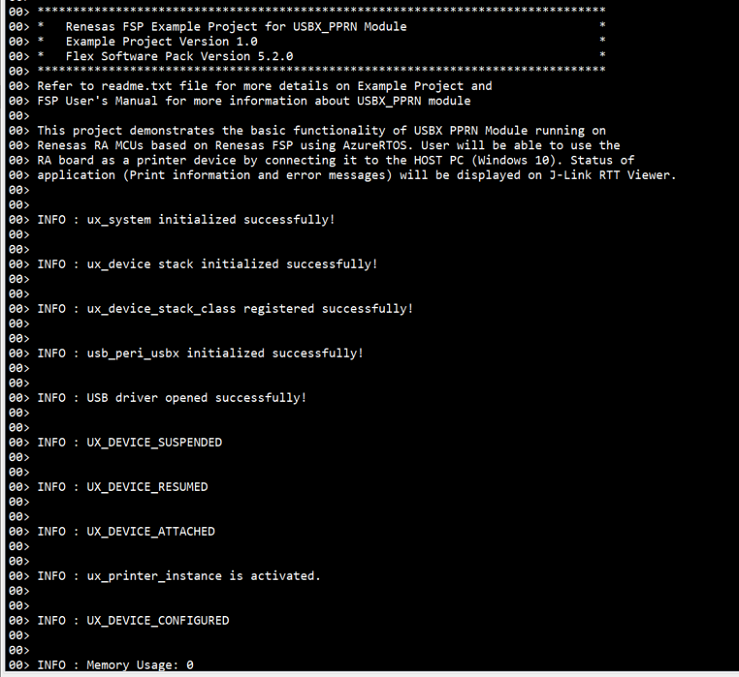 00>
00> *******************************************************************************
00> *   Renesas FSP Example Project for USBX_PPRN Module                           *
00> *   Example Project Version 1.0                                                *
00> *   Flex Software Pack Version 5.2.0                                           *
00> *******************************************************************************
00> Refer to readme.txt file for more details on Example Project and
00> FSP User's Manual for more information about USBX_PPRN module
00>
00> This project demonstrates the basic functionality of USBX PPRN Module running on
00> Renesas RA MCUs based on Renesas FSP using AzureRTOS. User will be able to use the
00> RA board as a printer device by connecting it to the HOST PC (Windows 10). Status of
00> application (Print information and error messages) will be displayed on J-Link RTT Viewer.
00>
00>
00> INFO : ux_system initialized successfully!
00>
00>
00> INFO : ux_device stack initialized successfully!
00>
00>
00> INFO : ux_device_stack_class registered successfully!
00>
00>
00> INFO : usb_peri_usbx initialized successfully!
00>
00>
00> INFO : USB driver opened successfully!
00>
00>
00> INFO : UX_DEVICE_SUSPENDED
00>
00>
00> INFO : UX_DEVICE_RESUMED
00>
00>
00> INFO : UX_DEVICE_ATTACHED
00>
00>
00> INFO : ux_printer_instance is activated.
00>
00>
00> INFO : UX_DEVICE_CONFIGURED
00>
00>
00> INFO : Memory Usage: 0